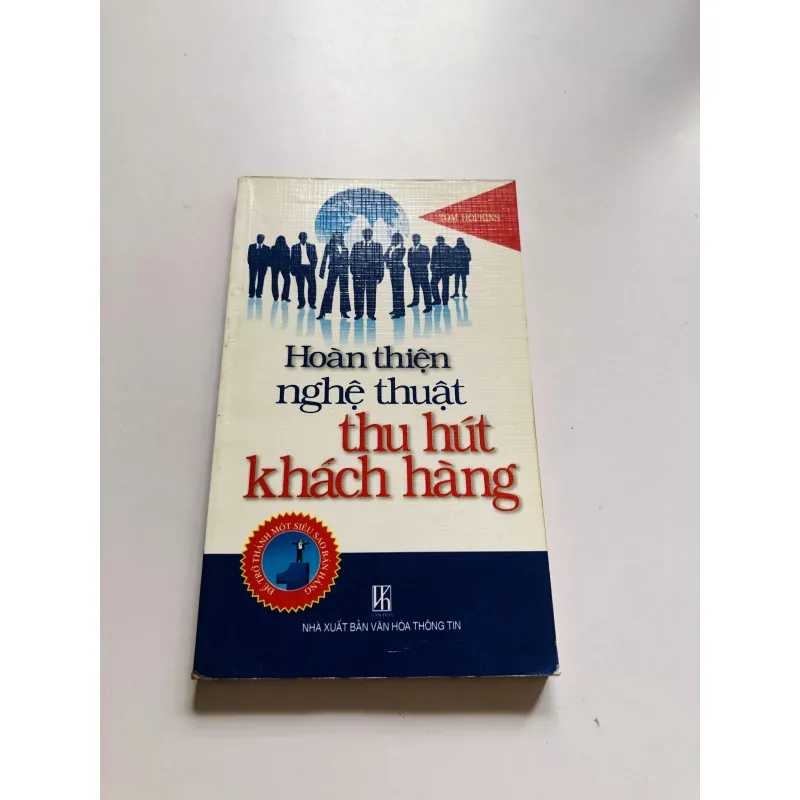 TOM HOPKINS
Hoàn thiện
nghệ thuật
thu hút
khách hàng
ĐỂ TRỞ THÀNH MỘT SIÊU SAO BÁN HÀNG
NHÀ XUẤT BẢN VĂN HÓA THÔNG TIN